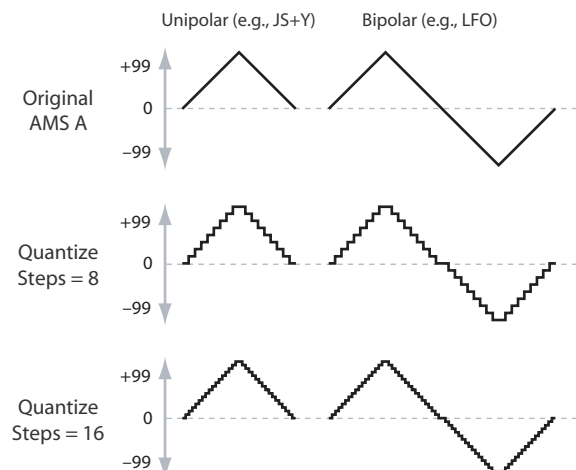 Unipolar (e.g., JS+Y) Bipolar (e.g., LFO)
+99
Original
AMS A
0
–99
+99
Quantize
Steps = 8
0
–99
+99
Quantize
Steps = 16
0
–99